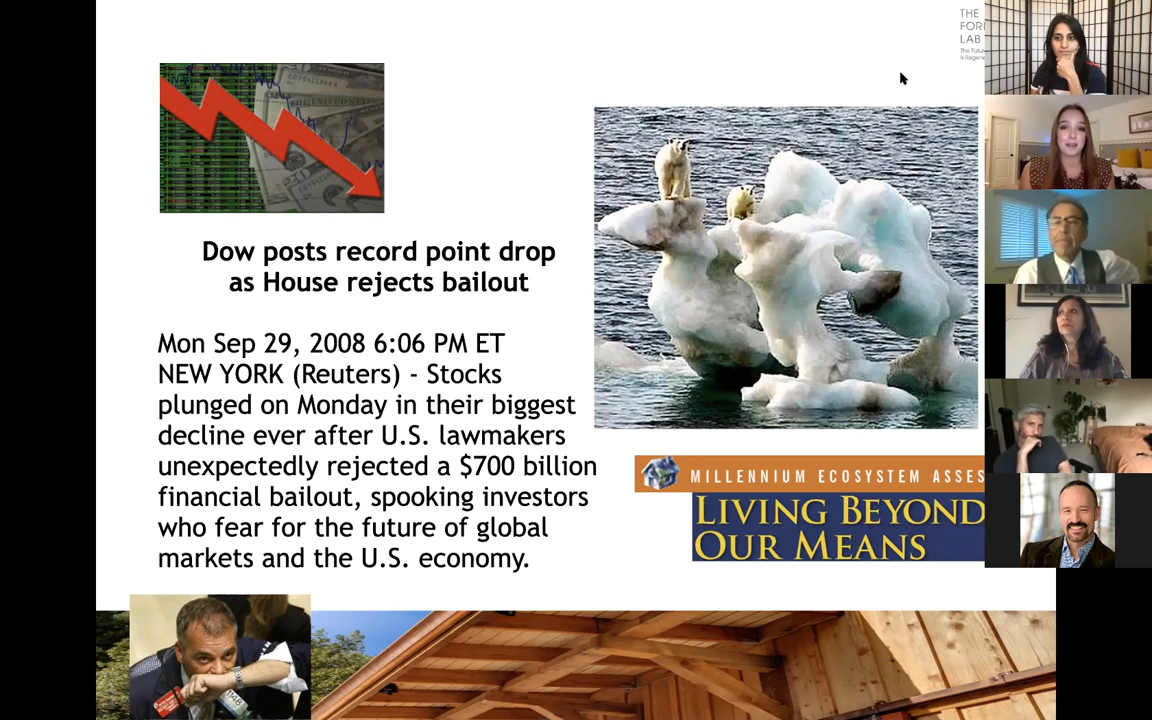 THE
LAB
Dow posts record point drop
as House rejects bailout
Mon Sep 29, 2008 6:06 PM ET
NEW YORK (Reuters) - Stocks
plunged on Monday in their biggest
decline ever after U.S. lawmakers
unexpectedly rejected a $700 billion
financial bailout, spooking investors
who fear for the future of global
markets and the U.S. economy.
MILLENNIUM ECOSYSTEM ASSES
LIVING BEYOND
OUR MEANS